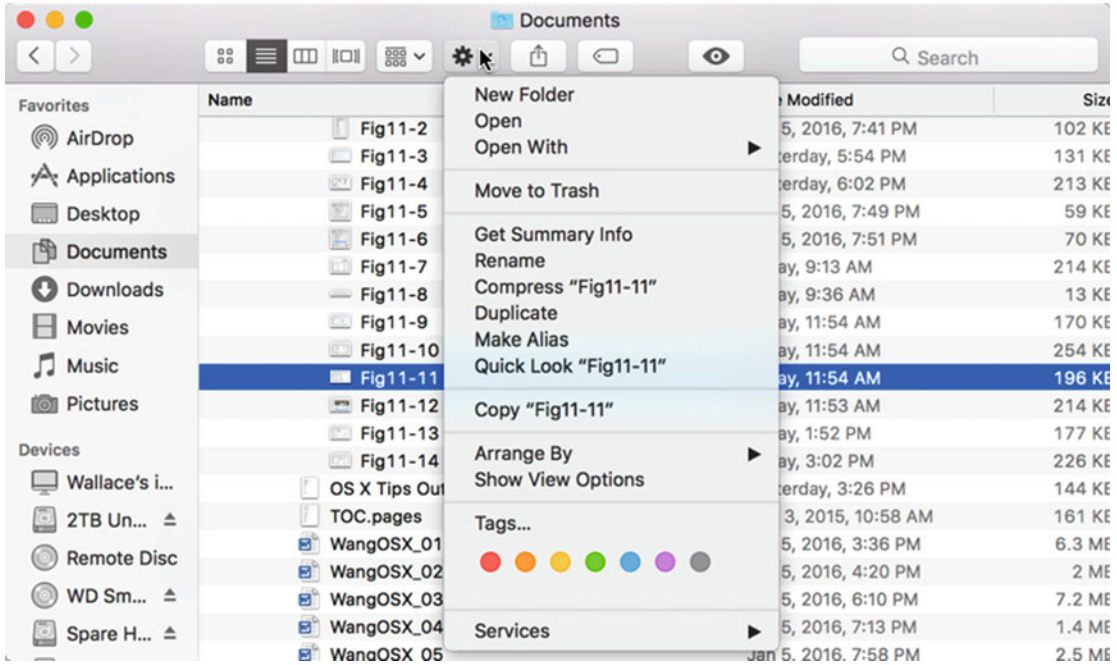 Documents
Search
Favorites
AirDrop
Applications
Desktop
Documents
Downloads
Movies
Music
Pictures
Devices
Wallace's i...
2TB Un...
Remote Disc
WD Sm...
Spare H...
Name
Modified
Size
Fig11-2
5, 2016, 7:41 PM
102 KB
Fig11-3
terday, 5:54 PM
131 KB
Fig11-4
terday, 6:02 PM
213 KB
Fig11-5
5, 2016, 7:49 PM
59 KB
Fig11-6
5, 2016, 7:51 PM
70 KB
Fig11-7
ay, 9:13 AM
214 KB
Fig11-8
ay, 9:36 AM
13 KB
Fig11-9
ay, 11:54 AM
170 KB
Fig11-10
ay, 11:54 AM
254 KB
Fig11-11
ay, 11:54 AM
196 KB
Fig11-12
ay, 11:53 AM
214 KB
Fig11-13
ay, 1:52 PM
177 KB
Fig11-14
ay, 3:02 PM
226 KB
OS X Tips Out
terday, 3:26 PM
144 KB
TOC.pages
3, 2015, 10:58 AM
161 KB
WangOSX_01
5, 2016, 3:36 PM
6.3 MB
WangOSX_02
5, 2016, 4:20 PM
2 MB
WangOSX_03
5, 2016, 6:10 PM
7.2 MB
WangOSX_04
5, 2016, 7:13 PM
1.4 MB
WangOSX_05
Jan 5, 2016, 7:58 PM
2.5 MB
New Folder
Open
Open With
Move to Trash
Get Summary Info
Rename
Compress “Fig11-11”
Duplicate
Make Alias
Quick Look “Fig11-11”
Copy “Fig11-11”
Arrange By
Show View Options
Tags...
Services